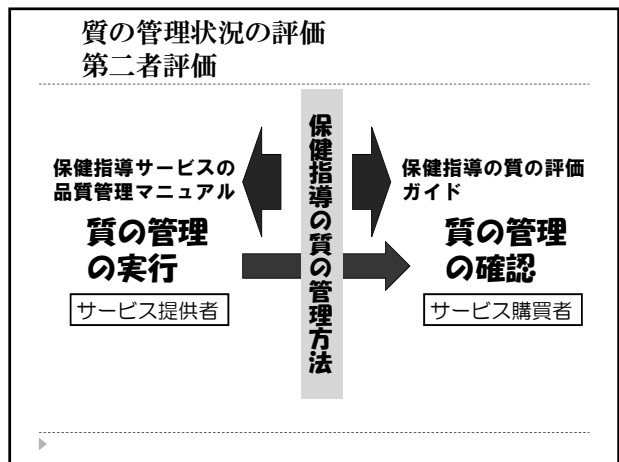 質の管理状況の評価
第二者評価
保健指導サービスの
品質管理マニュアル
質の管理
の実行
サービス提供者
保健指導の質の管理方法
保健指導の質の評価
ガイド
質の管理
の確認
サービス購買者